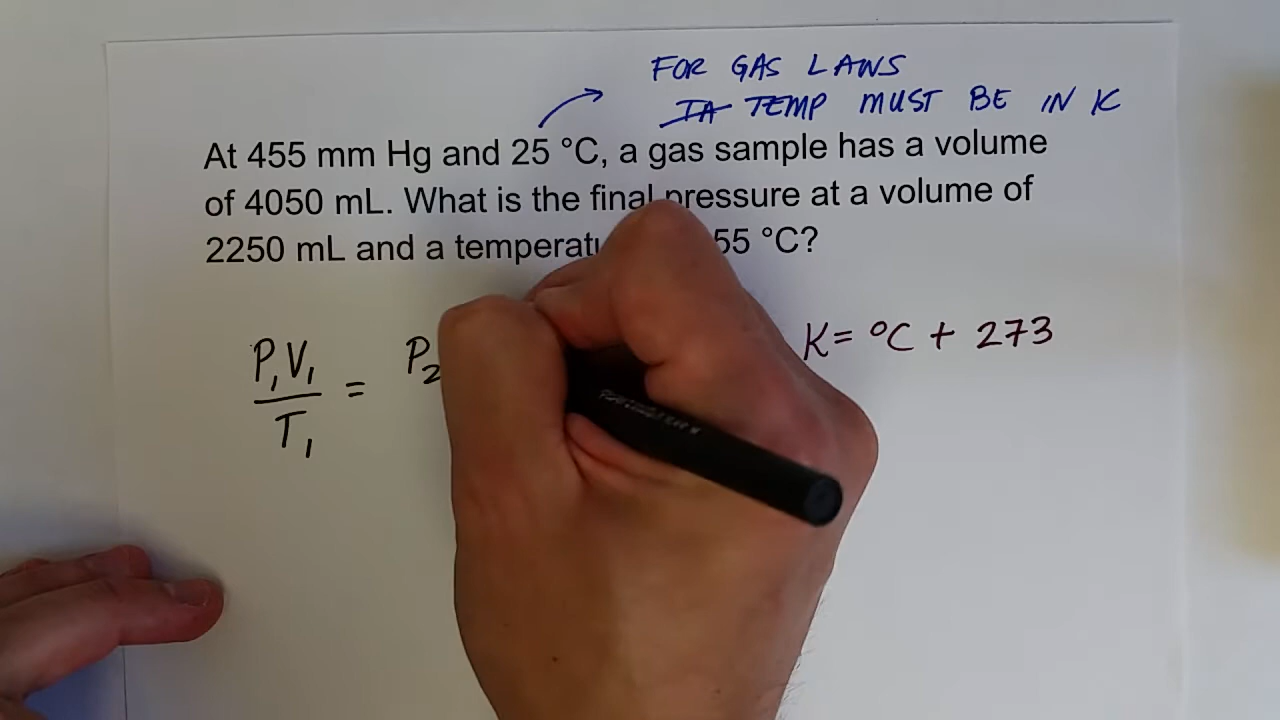 FOR GAS LAWS
IA TEMP MUST BE IN K
At 455 mm Hg and 25 °C, a gas sample has a volume
of 4050 mL. What is the final pressure at a volume of
2250 mL and a 55 °C?
K = °C + 273
P₁V₁
T₁
=
P₂